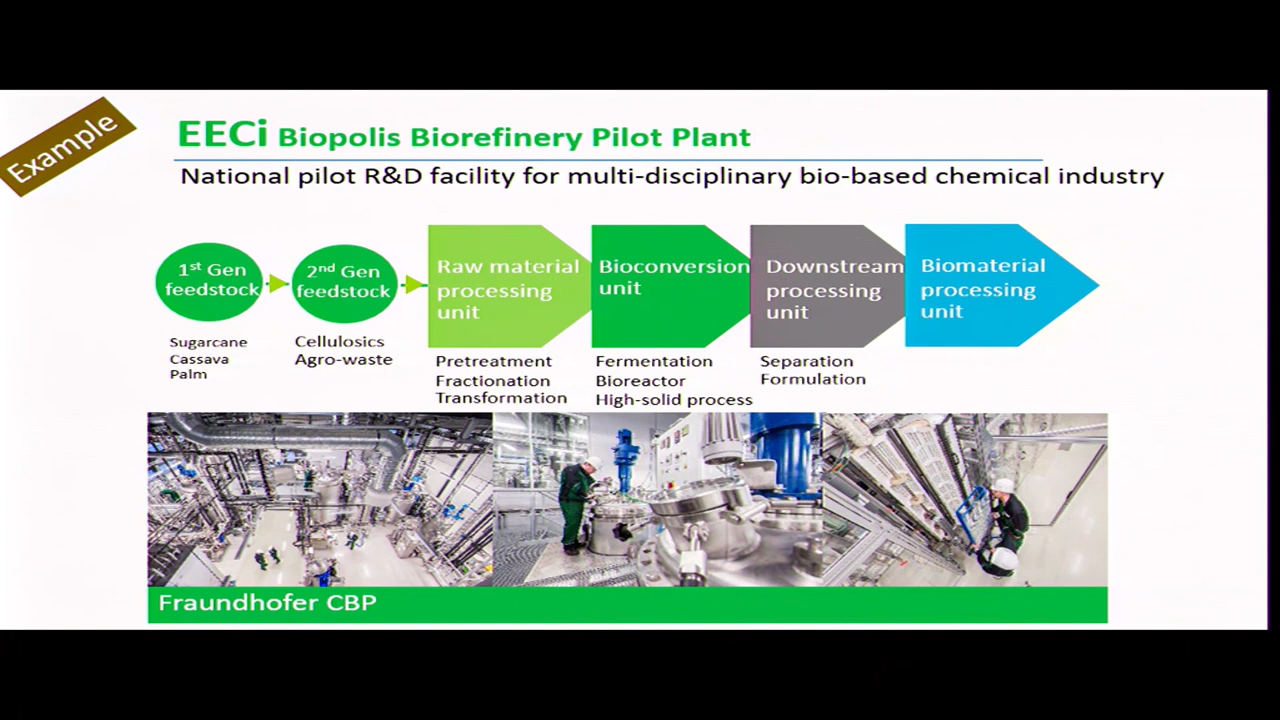 Example
EECi Biopolis Biorefinery Pilot Plant
National pilot R&D facility for multi-disciplinary bio-based chemical industry
1st Gen
feedstock
2nd Gen
feedstock
Raw material
processing
unit
Bioconversion
unit
Downstream
processing
unit
Biomaterial
processing
unit
Sugarcane
Cassava
Palm
Cellulosics
Agro-waste
Pretreatment
Fractionation
Transformation
Fermentation
Bioreactor
High-solid process
Separation
Formulation
Fraundhofer CBP